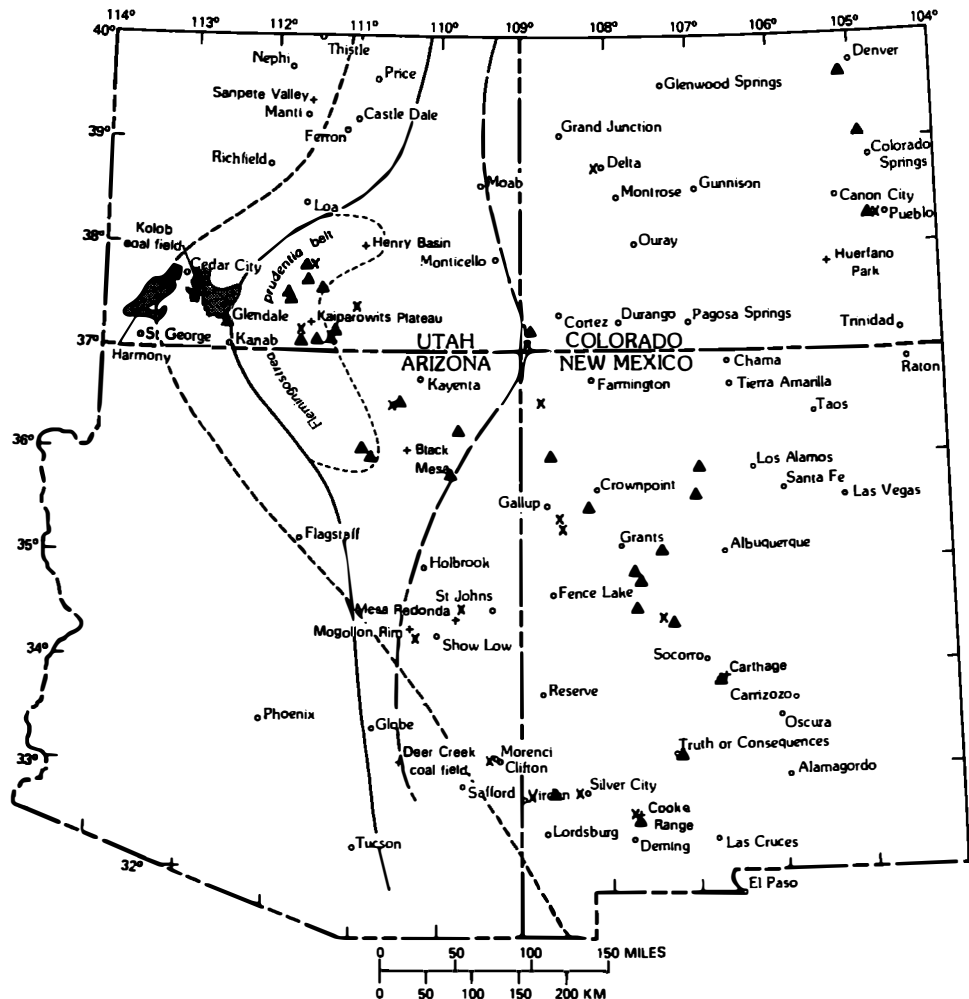 114° 113° 112° 111° 110° 109° 108° 107° 106° 105° 104°
40°
Thistle
Nephi
Price
Denver
Glenwood Springs
Sanpete Valley
Manti
Castle Dale
Ferron
39°
Grand Junction
Colorado
Springs
Richfield
Delta
Moab
Montrose
Gunnison
Canon City
Pueblo
Loa
38°
Kolob
coal field
prudentia belt
Henry Basin
Monticello
Ouray
Huerfano
Park
Cedar City
Glendale
Kaiparowits Plateau
Cortez
Durango
Pagosa Springs
Trinidad
St George
Kanab
37°
UTAH
COLORADO
Harmony
ARIZONA
NEW MEXICO
Chama
Raton
Flemingostrea
Kayenta
Farmington
Tierra Amarilla
Taos
36°
Black
Mesa
Los Alamos
Santa Fe
Crownpoint
Las Vegas
Gallup
35°
Flagstaff
Grants
Albuquerque
Holbrook
St Johns
Fence Lake
Mesa Redonda
Mogollon Rim
Show Low
34°
Socorro
Carthage
Carrizozo
Reserve
Phoenix
Globe
Oscura
33°
Deer Creek
coal field
Morenci
Clifton
Truth or Consequences
Alamagordo
Safford
Virden
Silver City
Cooke
Range
Lordsburg
Deming
Las Cruces
Tucson
32°
El Paso
0 50 100 150 MILES
0 50 100 150 200 KM